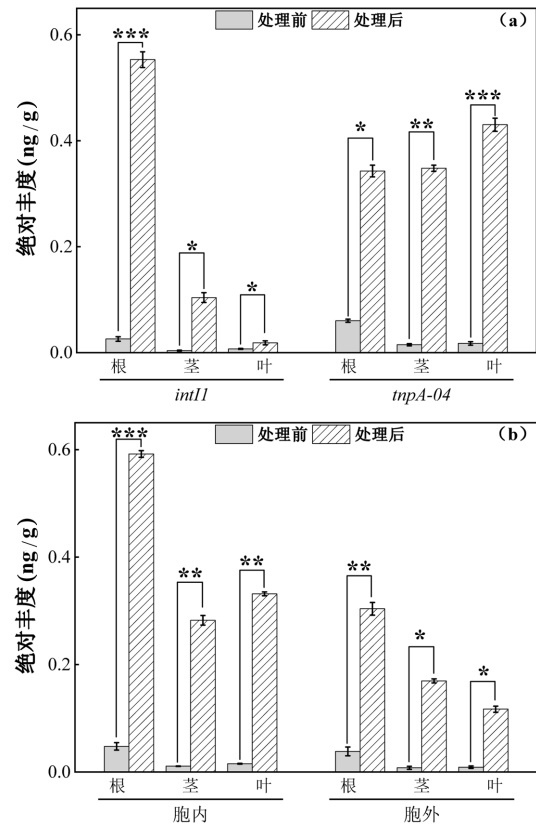 处理前 处理后 (a)
绝对丰度(ng/g)
0.6
0.4
0.2
0.0
***
*
*
*
**
***
根 茎 叶 根 茎 叶
intI1 tnpA-04
处理前 处理后 (b)
绝对丰度(ng/g)
0.6
0.4
0.2
0.0
***
**
**
**
*
*
根 茎 叶 根 茎 叶
胞内 胞外